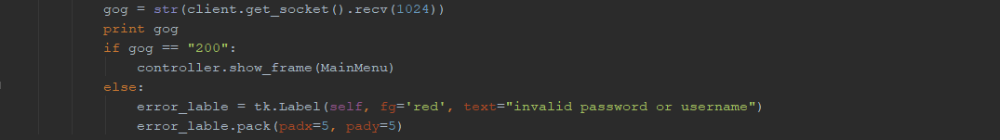 gog = str(client.get_socket().recv(1024))
print gog
if gog == "200":
controller.show_frame(MainMenu)
else:
error_lable = tk.Label(self, fg='red', text="invalid password or username")
error_lable.pack(padx=5, pady=5)